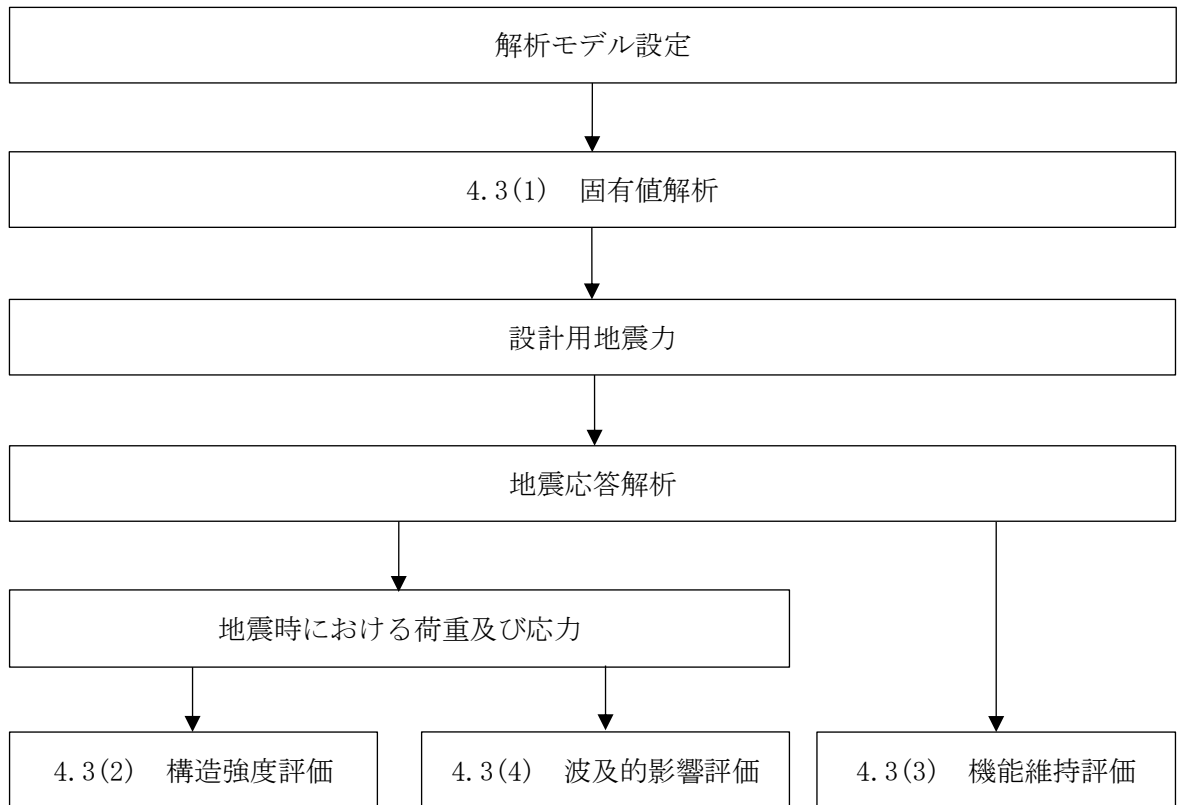 解析モデル設定
4.3(1)　固有値解析
設計用地震力
地震応答解析
地震時における荷重及び応力
4.3(2)　構造強度評価
4.3(4)　波及的影響評価
4.3(3)　機能維持評価